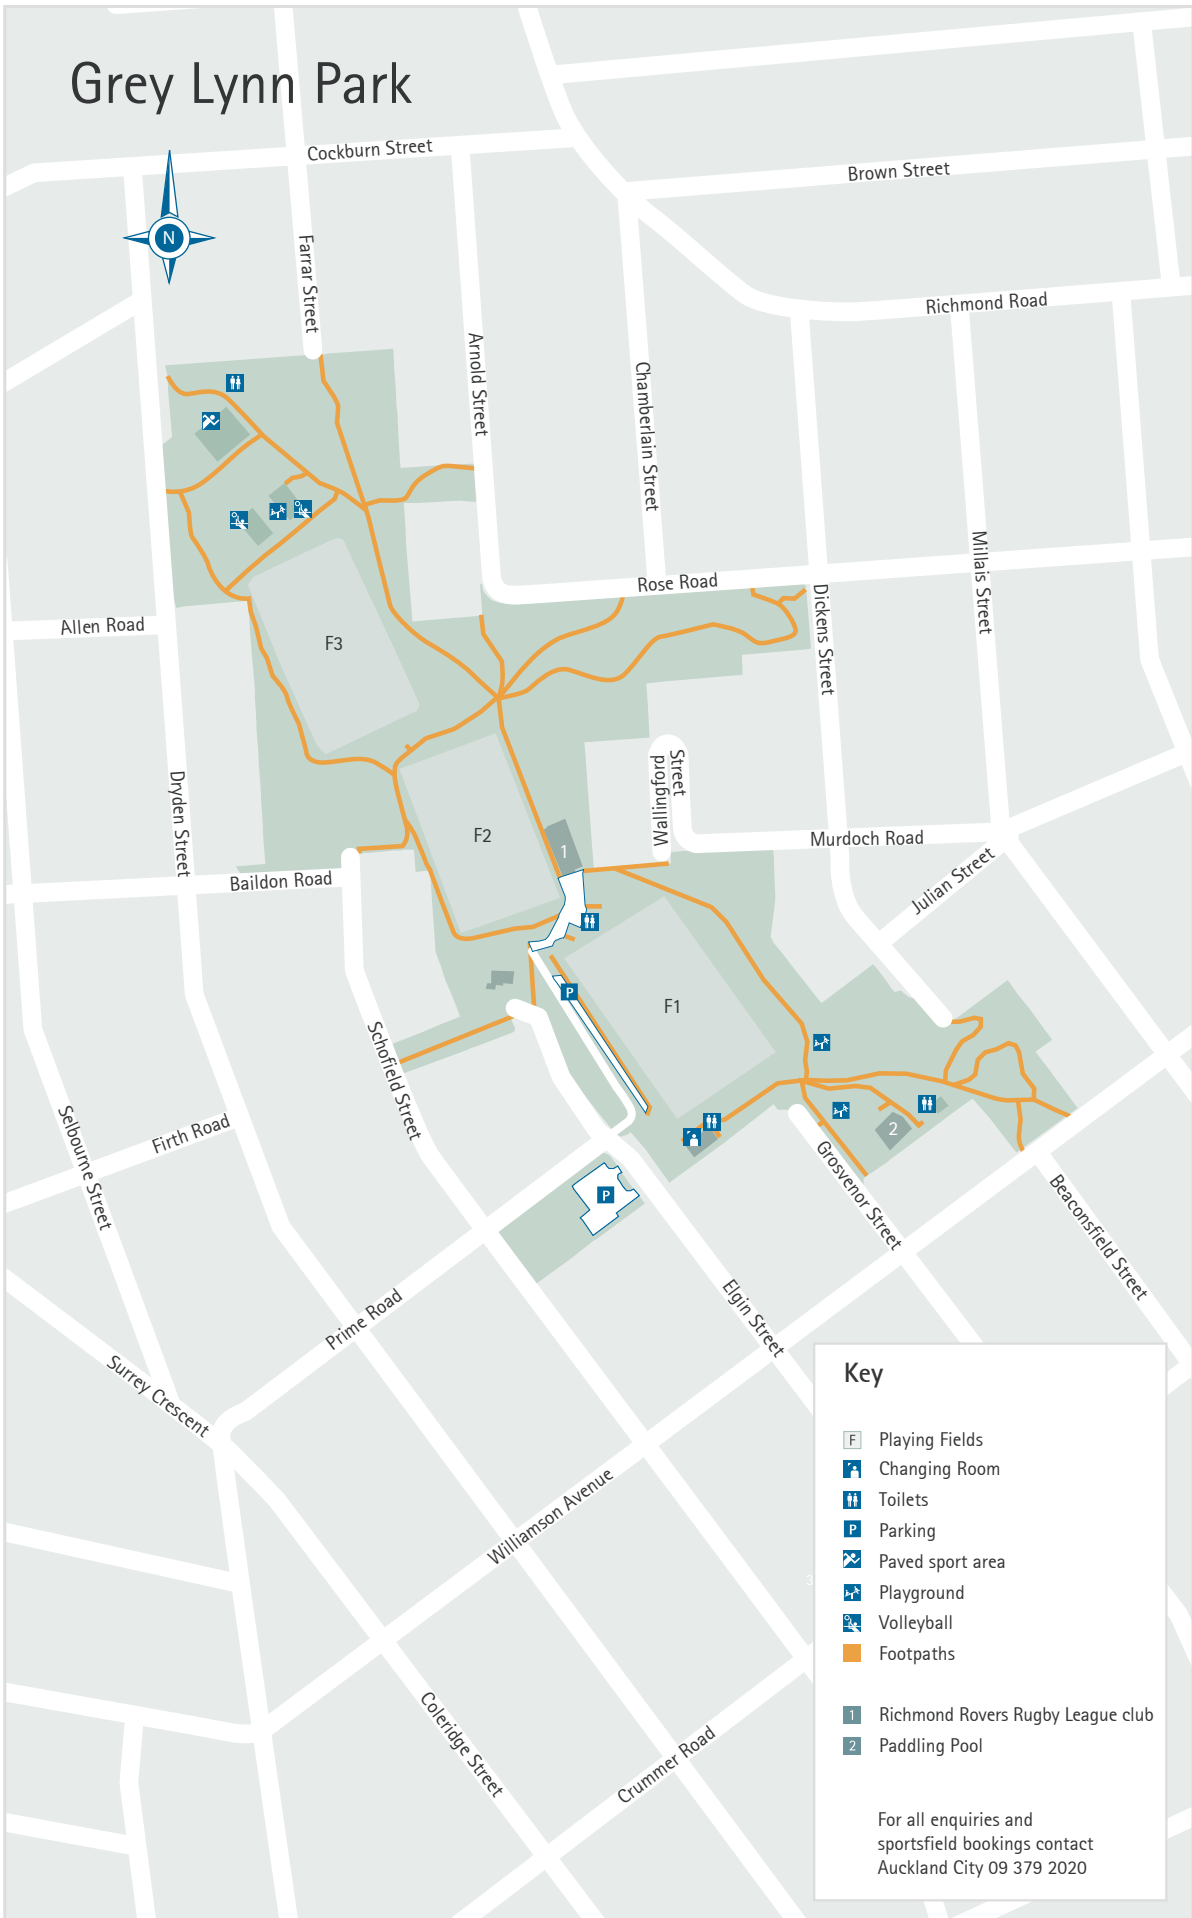 Grey Lynn Park
Cockburn Street
Brown Street
N
Farrar Street
Richmond Road
Arnold Street
Chamberlain Street
Millais Street
Rose Road
Dickens Street
Allen Road
F3
Street
Wallingford
Dryden Street
F2
1
Murdoch Road
Baildon Road
Julian Street
P
F1
Schofield Street
Selbourne Street
Firth Road
2
Grosvenor Street
P
Beaconsfield Street
Prime Road
Elgin Street
Surrey Crescent
Williamson Avenue
Coleridge Street
Crummer Road
3
Key
F Playing Fields
Changing Room
Toilets
P Parking
Paved sport area
Playground
Volleyball
Footpaths
1 Richmond Rovers Rugby League club
2 Paddling Pool
For all enquiries and
sportsfield bookings contact
Auckland City 09 379 2020